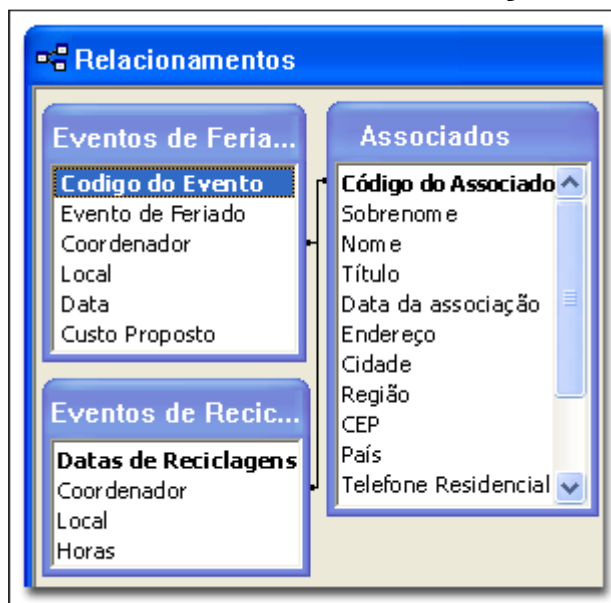 Relacionamentos
Eventos de Feria...
Codigo do Evento
Evento de Feriado
Coordenador
Local
Data
Custo Proposto
Associados
Código do Associado
Sobrenome
Nome
Título
Data da associação
Endereço
Cidade
Região
CEP
País
Telefone Residencial
Eventos de Recic...
Datas de Reciclagens
Coordenador
Local
Horas